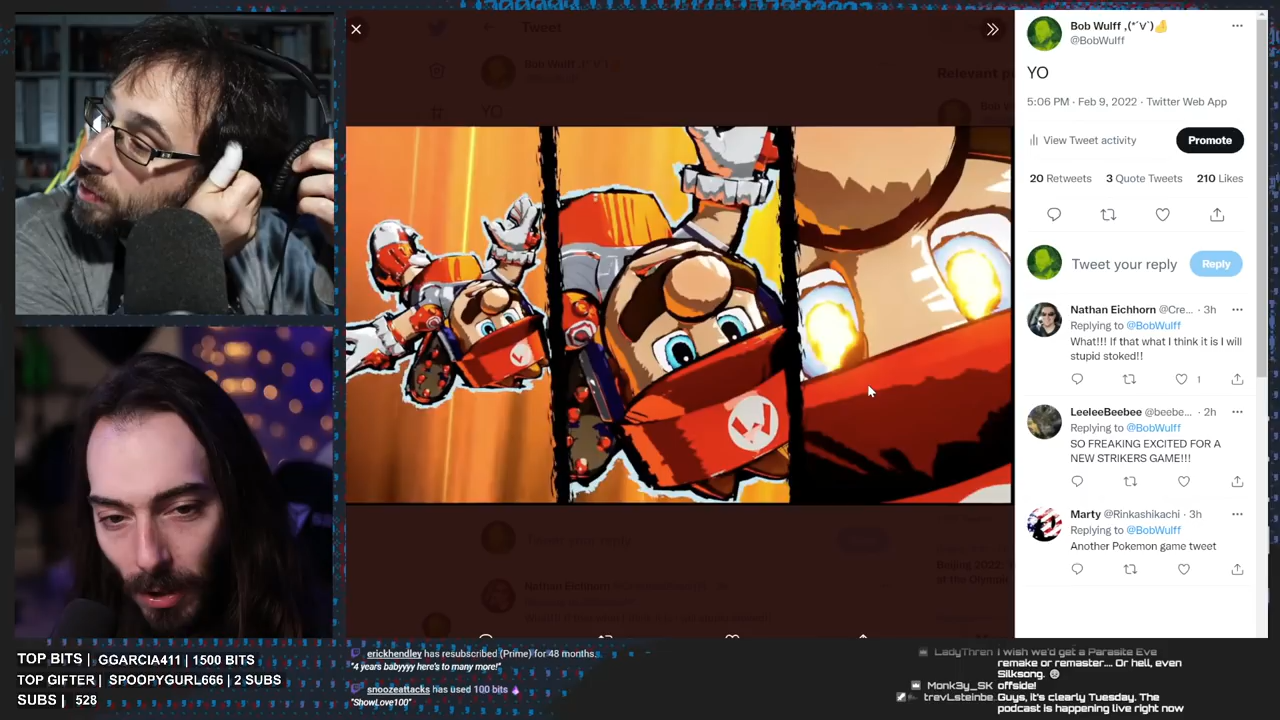 Tweet
YO
Bob Wulff ,(*´∀`)
@BobWulff
YO
5:06 PM · Feb 9, 2022 · Twitter Web App
View Tweet activity
Promote
20 Retweets 3 Quote Tweets 210 Likes
Tweet your reply
Reply
Nathan Eichhorn @Cre... · 3h
Replying to @BobWulff
What!!! If that what I think it is I will
stupid stoked!!
1
LeeleeBeebee @beebe... · 2h
Replying to @BobWulff
SO FREAKING EXCITED FOR A
NEW STRIKERS GAME!!!
Marty @Rinkashikachi · 3h
Replying to @BobWulff
Another Pokemon game tweet
Nathan Eichhorn
TOP BITS | GGARCIA411 | 1500 BITS
TOP GIFTER | SPOOPYGURL666 | 2 SUBS
SUBS | 528
erickhendley has resubscribed (Prime) for 48 months.
"4 years babyyyy here's to many more!"
snoozeattacks has used 100 bits
"ShowLove100"
LadyThren I wish we'd get a Parasite Eve
remake or remaster.... Or hell, even
Silksong.
Monk3y_SK offside!
trevLsteinbe Guys, it's clearly Tuesday. The
podcast is happening live right now